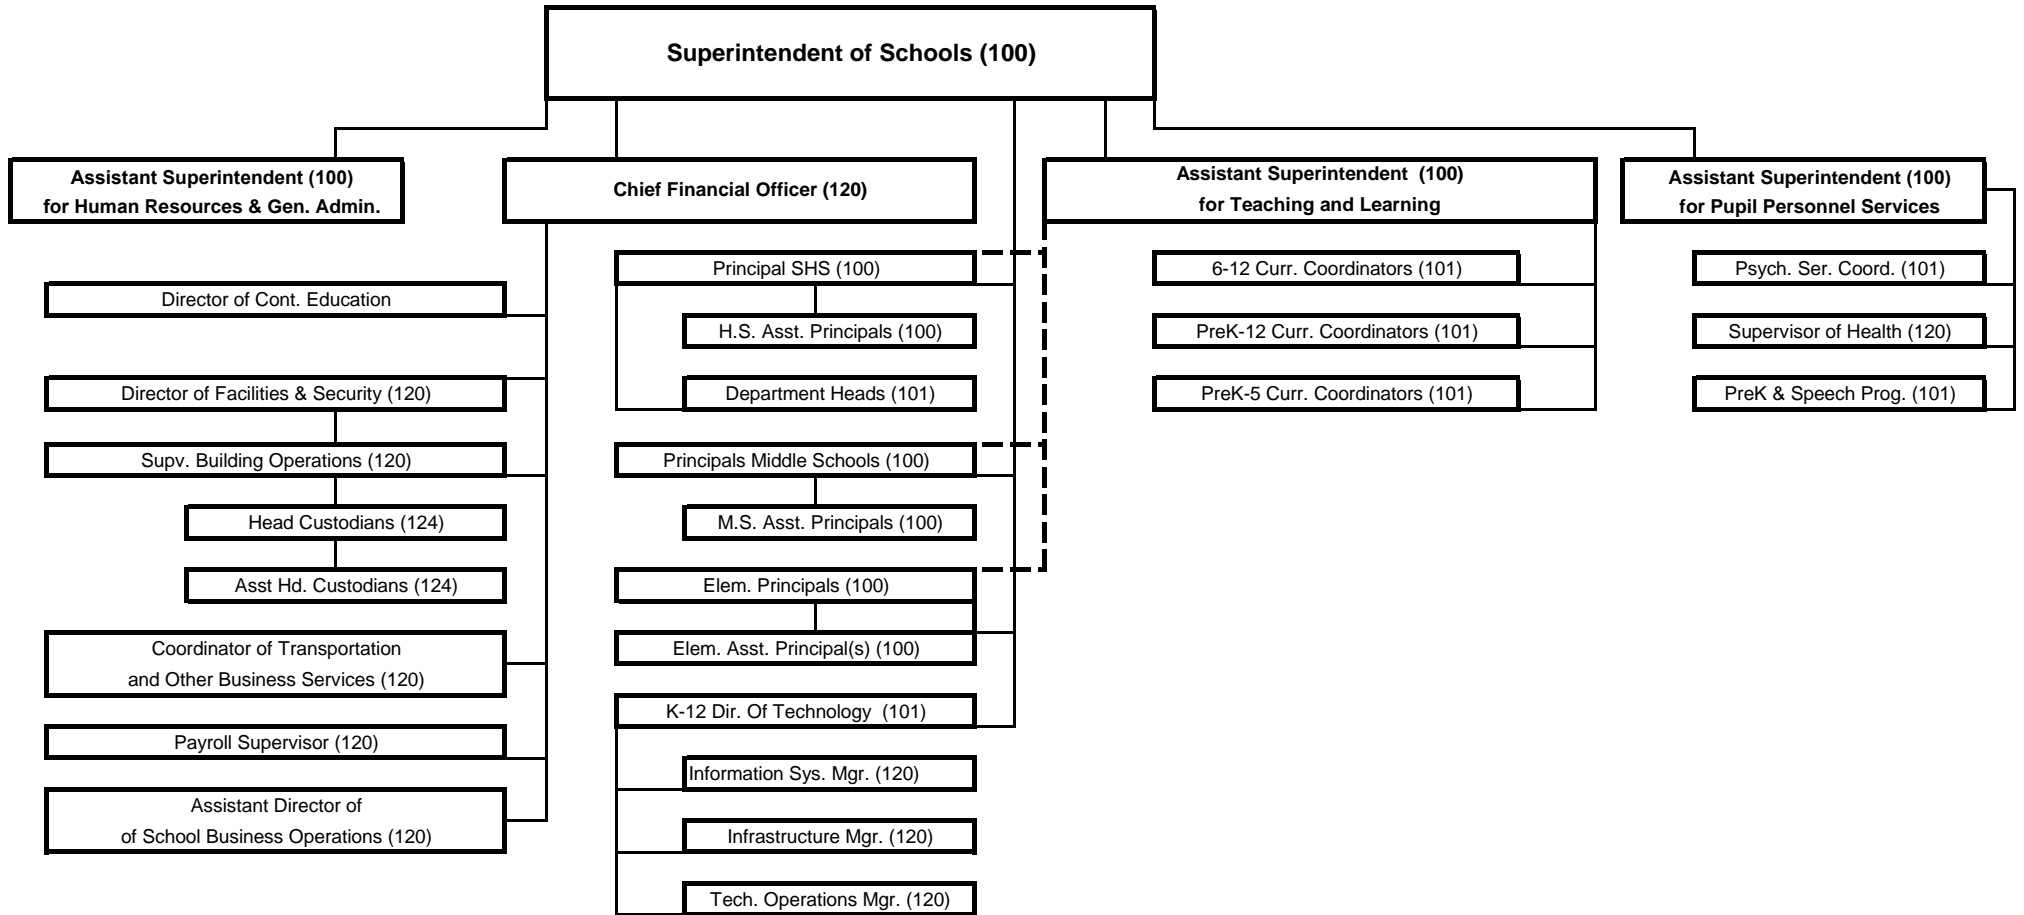 Superintendent of Schools (100)
Assistant Superintendent (100)
for Human Resources & Gen. Admin.
Chief Financial Officer (120)
Assistant Superintendent  (100)
for Teaching and Learning
Assistant Superintendent (100)
for Pupil Personnel Services
Director of Cont. Education
Director of Facilities & Security (120)
Supv. Building Operations (120)
Head Custodians (124)
Asst Hd. Custodians (124)
Coordinator of Transportation
and Other Business Services (120)
Payroll Supervisor (120)
Assistant Director of
of School Business Operations (120)
Principal SHS (100)
H.S. Asst. Principals (100)
Department Heads (101)
Principals Middle Schools (100)
M.S. Asst. Principals (100)
Elem. Principals (100)
Elem. Asst. Principal(s) (100)
K-12 Dir. Of Technology  (101)
Information Sys. Mgr. (120)
Infrastructure Mgr. (120)
Tech. Operations Mgr. (120)
6-12 Curr. Coordinators (101)
PreK-12 Curr. Coordinators (101)
PreK-5 Curr. Coordinators (101)
Psych. Ser. Coord. (101)
Supervisor of Health (120)
PreK & Speech Prog. (101)